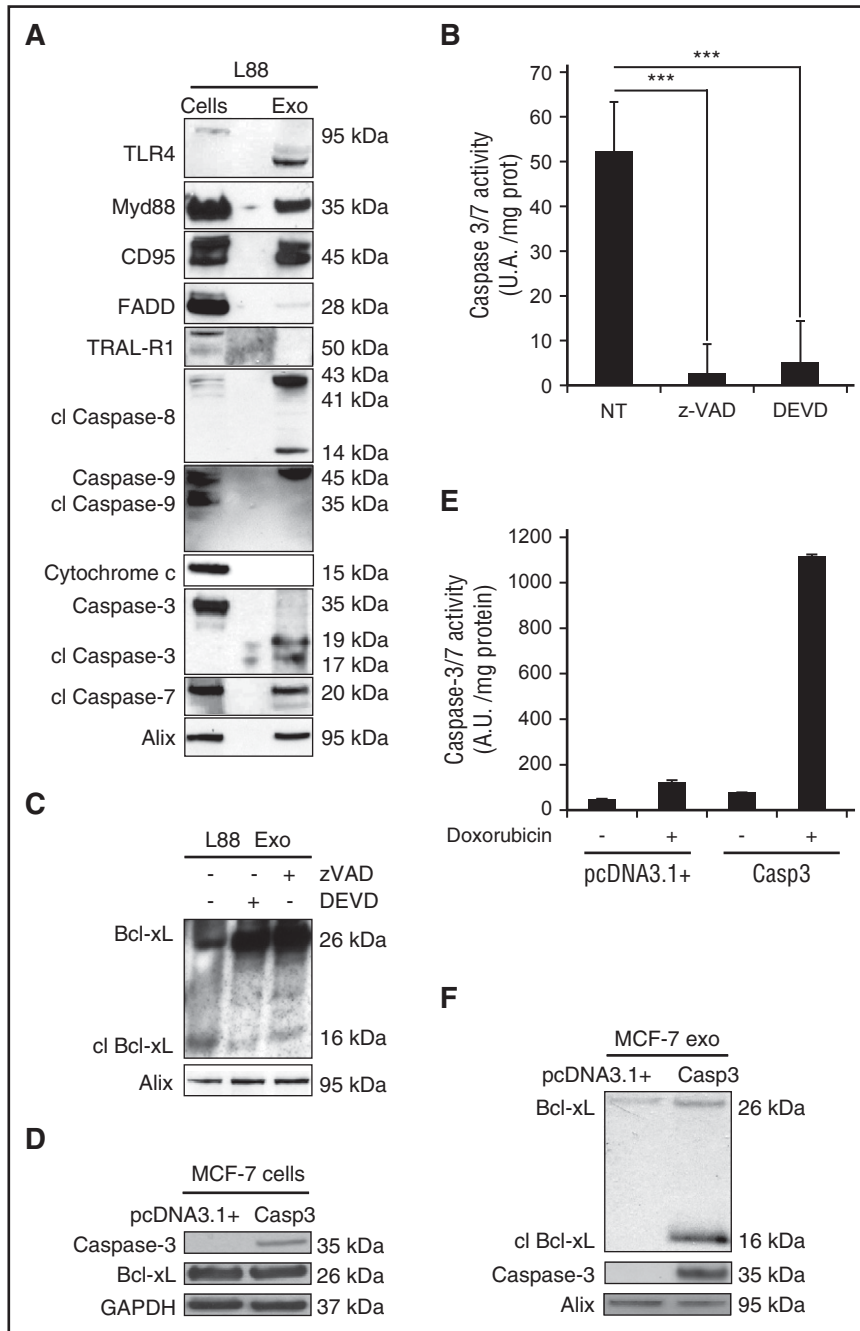 A
L88
Cells Exo
TLR4 95 kDa
Myd88 35 kDa
CD95 45 kDa
FADD 28 kDa
TRAL-R1 50 kDa
43 kDa
41 kDa
cl Caspase-8
14 kDa
Caspase-9 45 kDa
cl Caspase-9 35 kDa
Cytochrome c 15 kDa
Caspase-3 35 kDa
19 kDa
cl Caspase-3 17 kDa
cl Caspase-7 20 kDa
Alix 95 kDa
B
Caspase 3/7 activity
(U.A. /mg prot)
70
60
50
40
30
20
10
0
***
***
NT z-VAD DEVD
C
L88 Exo
- - + zVAD
- + - DEVD
Bcl-xL 26 kDa
cl Bcl-xL 16 kDa
Alix 95 kDa
D
MCF-7 cells
pcDNA3.1+ Casp3
Caspase-3 35 kDa
Bcl-xL 26 kDa
GAPDH 37 kDa
E
Caspase-3/7 activity
(A.U. /mg protein)
1200
1000
800
600
400
200
0
Doxorubicin - + - +
pcDNA3.1+ Casp3
F
MCF-7 exo
pcDNA3.1+ Casp3
Bcl-xL 26 kDa
cl Bcl-xL 16 kDa
Caspase-3 35 kDa
Alix 95 kDa